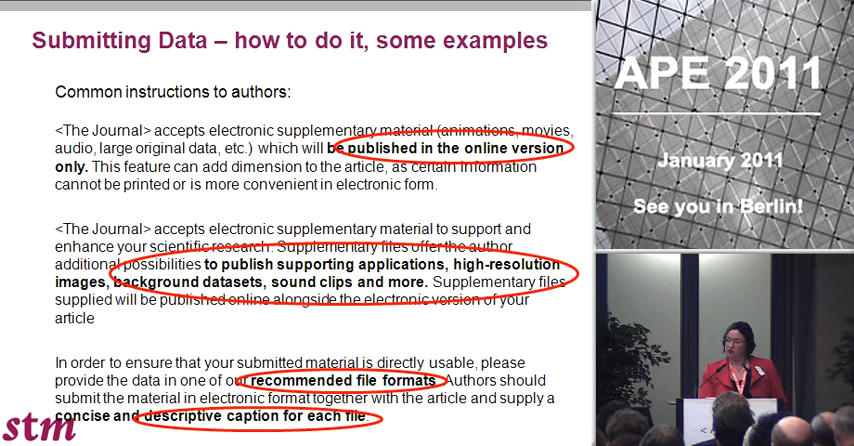 Submitting Data – how to do it, some examples
Common instructions to authors:
<The Journal> accepts electronic supplementary material (animations, movies,
audio, large original data, etc.) which will be published in the online version
only. This feature can add dimension to the article, as certain information
cannot be printed or is more convenient in electronic form.
<The Journal> accepts electronic supplementary material to support and
enhance your scientific research. Supplementary files offer the author
additional possibilities to publish supporting applications, high-resolution
images, background datasets, sound clips and more. Supplementary files
supplied will be published online alongside the electronic version of your
article
In order to ensure that your submitted material is directly usable, please
provide the data in one of our recommended file formats. Authors should
submit the material in electronic format together with the article and supply a
concise and descriptive caption for each file.
stm
APE 2011
January 2011
See you in Berlin!